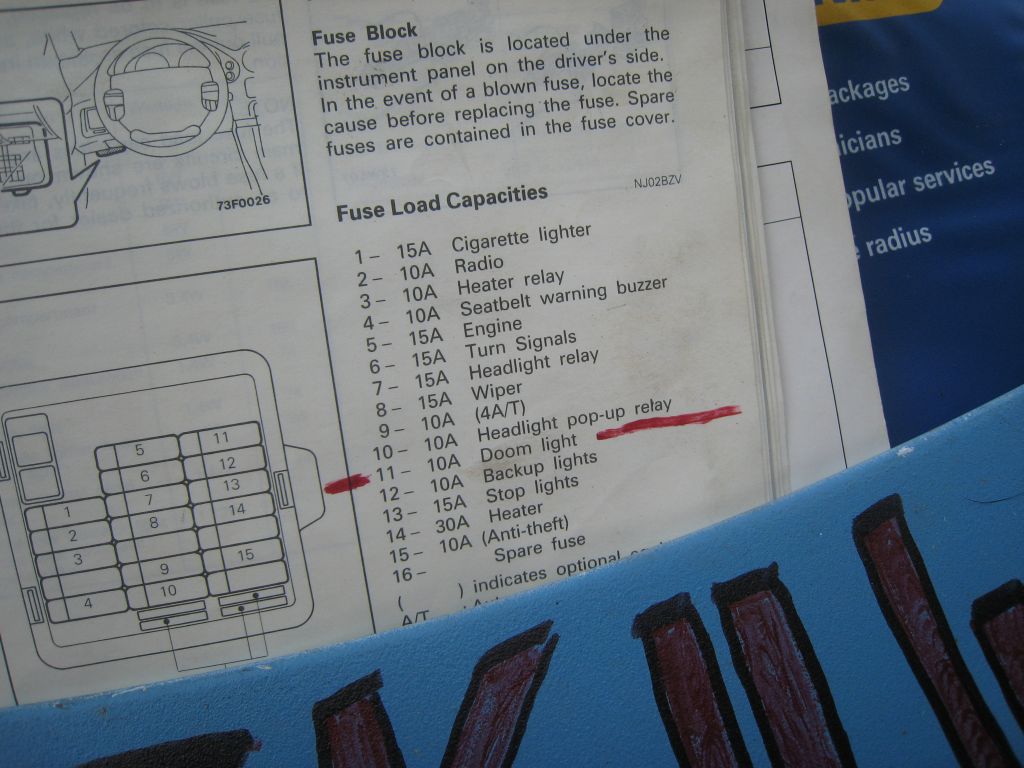 Fuse Block
The fuse block is located under the
instrument panel on the driver's side.
In the event of a blown fuse, locate the
cause before replacing the fuse. Spare
fuses are contained in the fuse cover.
73F0026
NJ02BZV
Fuse Load Capacities
1 – 15A Cigarette lighter
2 – 10A Radio
3 – 10A Heater relay
4 – 10A Seatbelt warning buzzer
5 – 15A Engine
6 – 15A Turn Signals
7 – 15A Headlight relay
8 – 15A Wiper
9 – 10A (4A/T)
10 – 10A Headlight pop-up relay
11 – 10A Doom light
12 – 10A Backup lights
13 – 15A Stop lights
14 – 30A Heater
15 – 10A (Anti-theft)
16 – Spare fuse
( ) indicates optional
A/T
5 11
6 12
1 7 13
2 8 14
3 9 15
4 10
ackages
icians
opular services
e radius